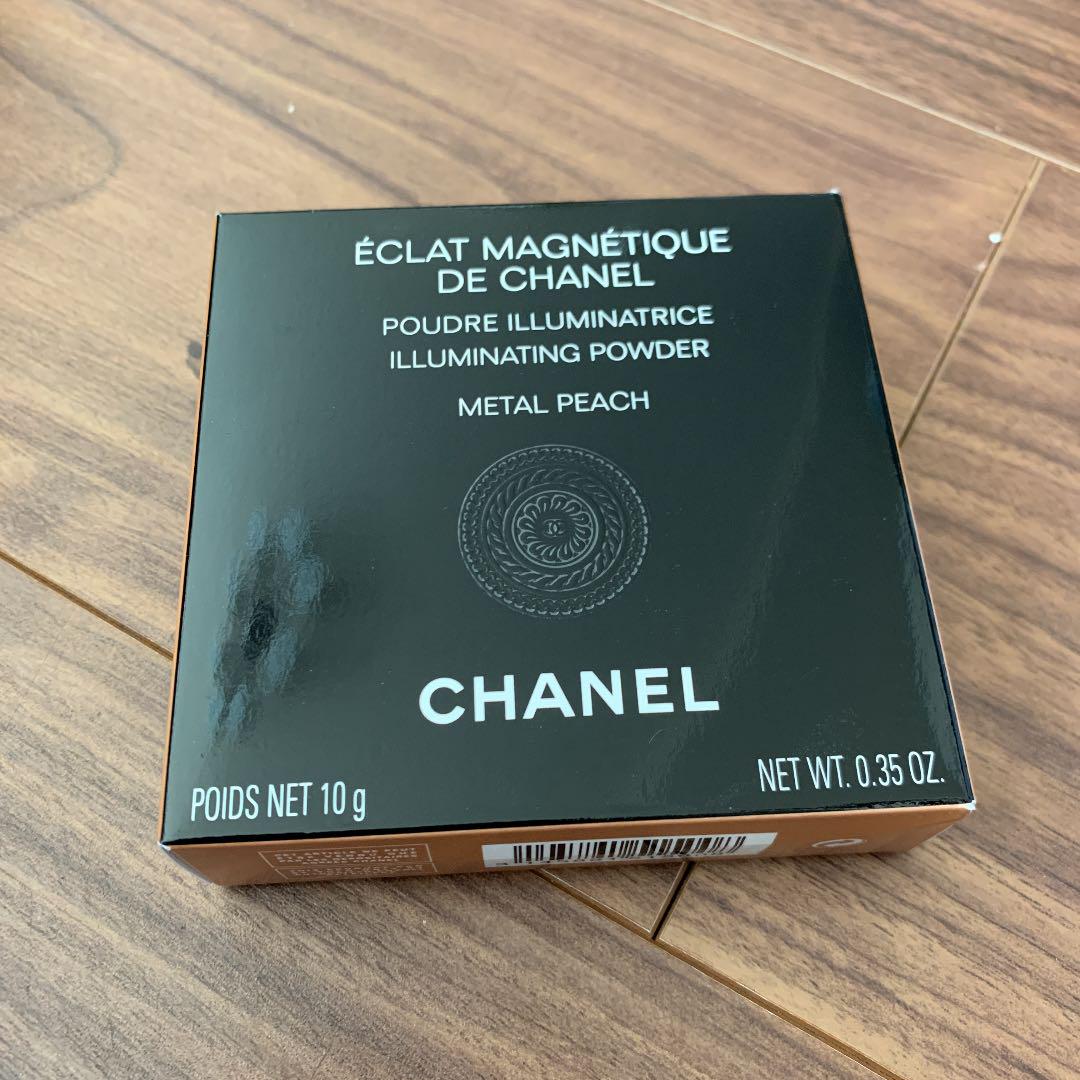 ÉCLAT MAGNÉTIQUE
DE CHANEL
POUDRE ILLUMINATRICE
ILLUMINATING POWDER
METAL PEACH
CHANEL
POIDS NET 10 g
NET WT. 0.35 OZ.